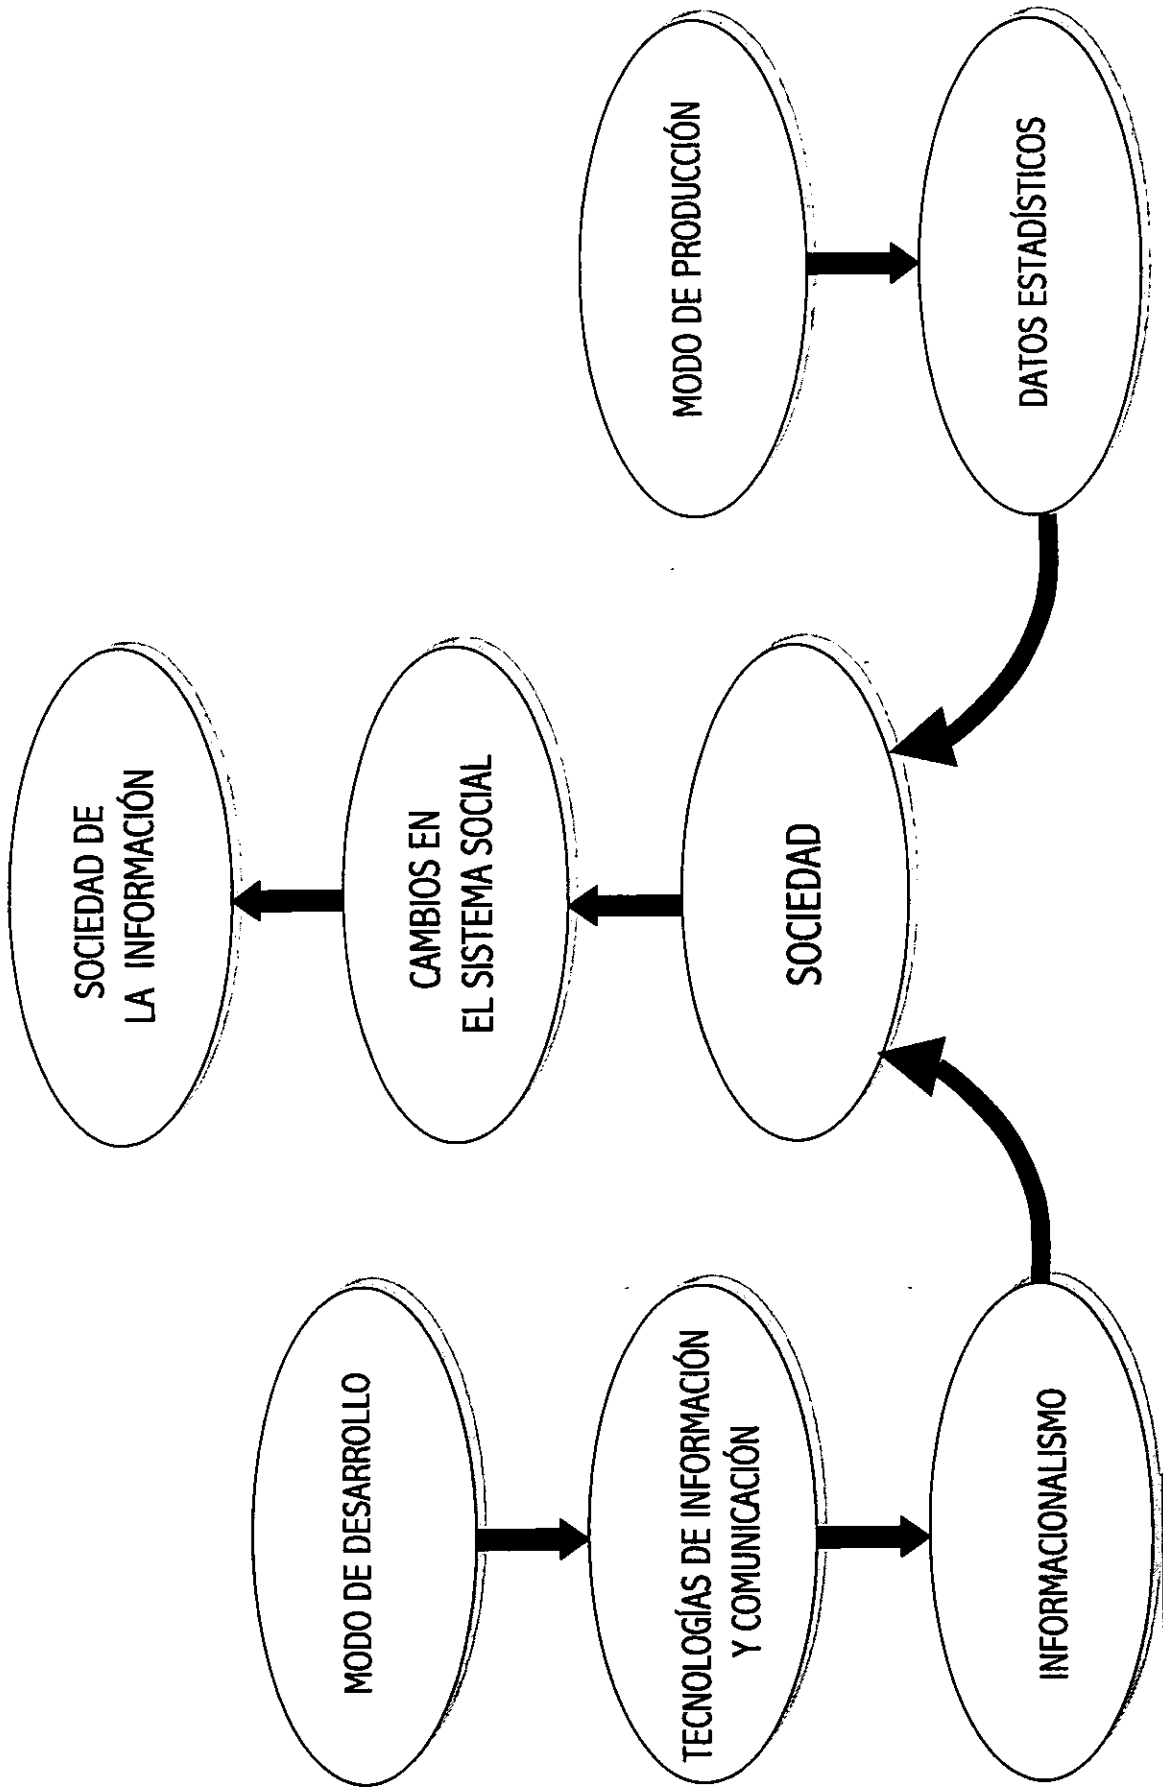 MODO DE DESARROLLO
TECNOLOGÍAS DE INFORMACIÓN
Y COMUNICACIÓN
INFORMACIONALISMO
SOCIEDAD DE
LA INFORMACIÓN
CAMBIOS EN
EL SISTEMA SOCIAL
SOCIEDAD
MODO DE PRODUCCIÓN
DATOS ESTADÍSTICOS